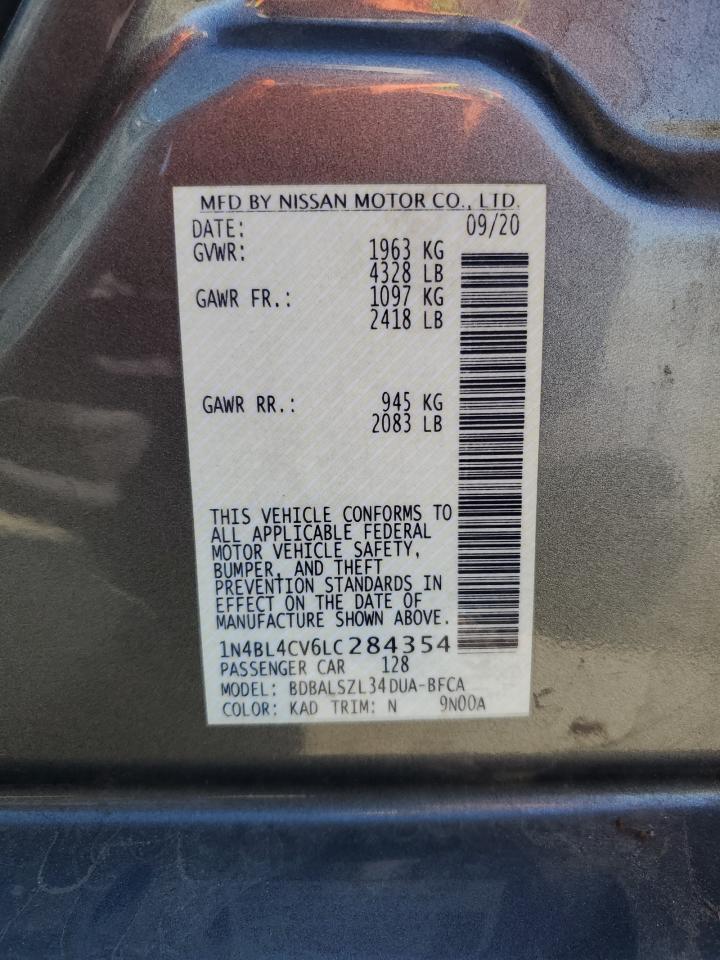 MFD BY NISSAN MOTOR CO., LTD.
DATE: 09/20
GVWR: 1963 KG
4328 LB
GAWR FR.: 1097 KG
2418 LB
GAWR RR.: 945 KG
2083 LB
THIS VEHICLE CONFORMS TO
ALL APPLICABLE FEDERAL
MOTOR VEHICLE SAFETY,
BUMPER, AND THEFT
PREVENTION STANDARDS IN
EFFECT ON THE DATE OF
MANUFACTURE SHOWN ABOVE.
1N4BL4CV6LC284354
PASSENGER CAR 128
MODEL: BDBALSZL34DUA-BFCA
COLOR: KAD TRIM: N 9N00A